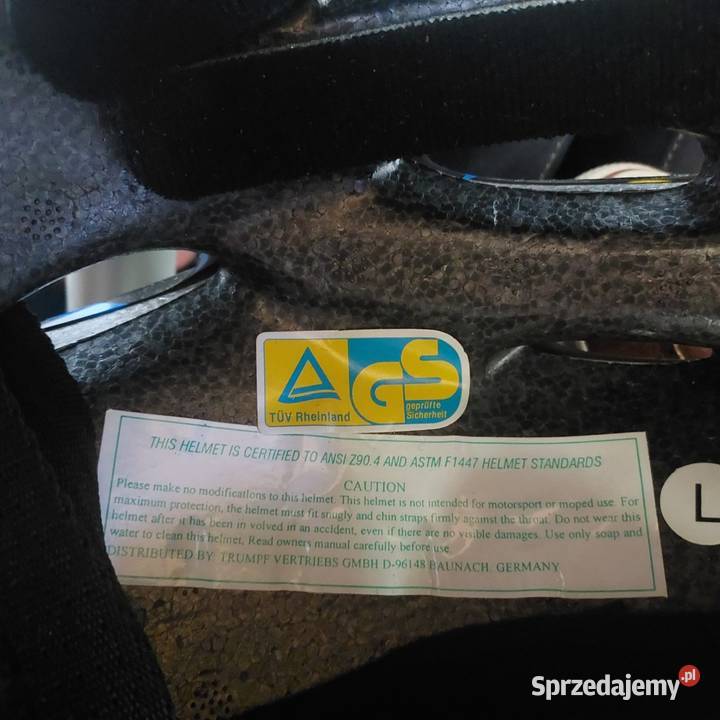 TÜV Rheinland
GS
geprüfte
Sicherheit
THIS HELMET IS CERTIFIED TO ANSI Z90.4 AND ASTM F1447 HELMET STANDARDS
CAUTION
Please make no modifications to this helmet. This helmet is not intended for motorsport or moped use. For
maximum protection, the helmet must fit snugly and chin straps firmly against the throat. Do not wear this
helmet after it has been in volved in an accident, even if there are no visible damages. Use only soap and
water to clean this helmet. Read owners manual carefully before use.
DISTRIBUTED BY: TRUMPF VERTRIEBS GMBH D-96148 BAUNACH, GERMANY
L
Sprzedajemy.pl